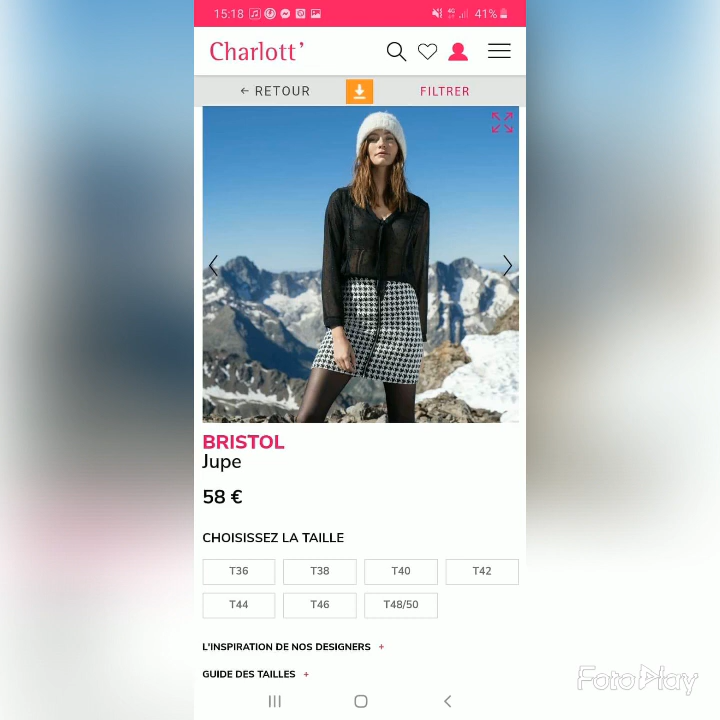 15:18 4G 41%
Charlott'
← RETOUR FILTRER
BRISTOL
Jupe
58 €
CHOISISSEZ LA TAILLE
T36 T38 T40 T42
T44 T46 T48/50
L'INSPIRATION DE NOS DESIGNERS +
GUIDE DES TAILLES +
FotoPlay